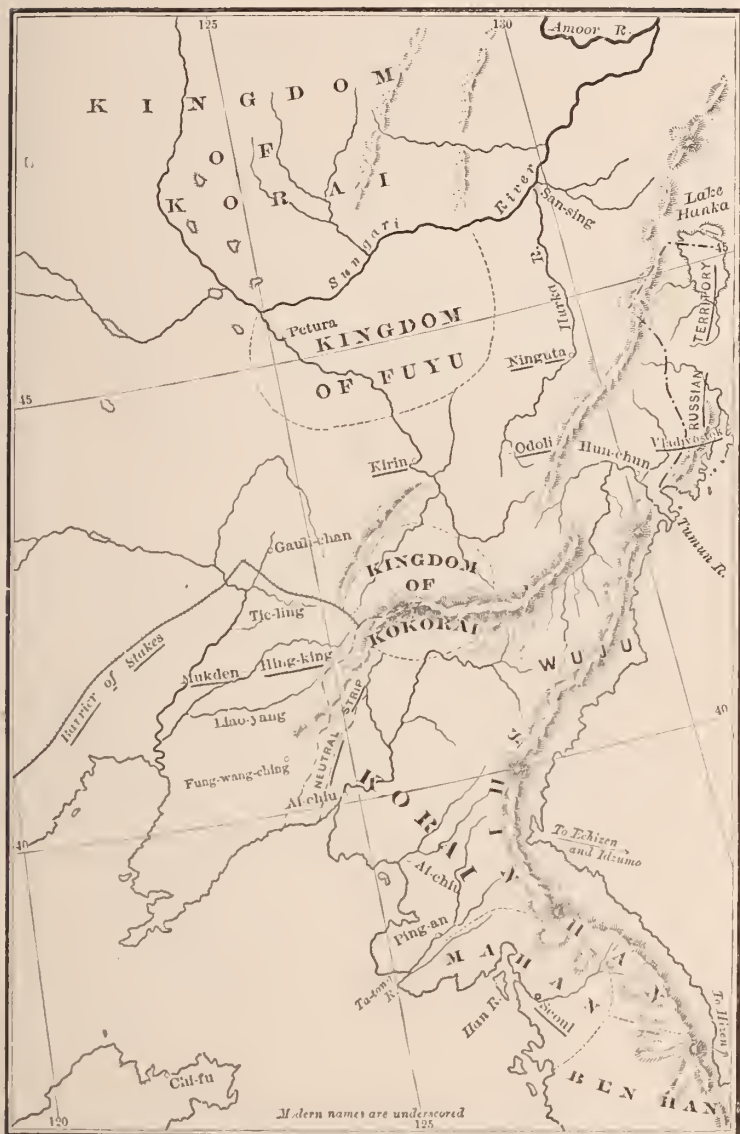 125
130
Amoor R.
KINGDOM
OF
KORAI
Sungari River
San-sing
Hurka R.
Lake Hanka
45
RUSSIAN TERRITORY
Petura
KINGDOM
OF FUYU
Ninguta
45
Kirin
Odoli
Hun-chun
Vladivostok
Tumun R.
Gauli-chan
KINGDOM
OF
KOKORAI
Tie-ling
WUJU
Barrier of Stakes
Mukden
Hing-king
Liao-yang
NEUTRAL STRIP
40
Fung-wang-ching
Ai-chiu
KORAI
40
To Echizen
and Idzumo
Ai-chiu
SHINHAN
Ping-an
MAHAN
Ta-tong R.
Han R.
Seoul
To Hizen
BEN HAN
Chi-fu
Modern names are underscored
120
125